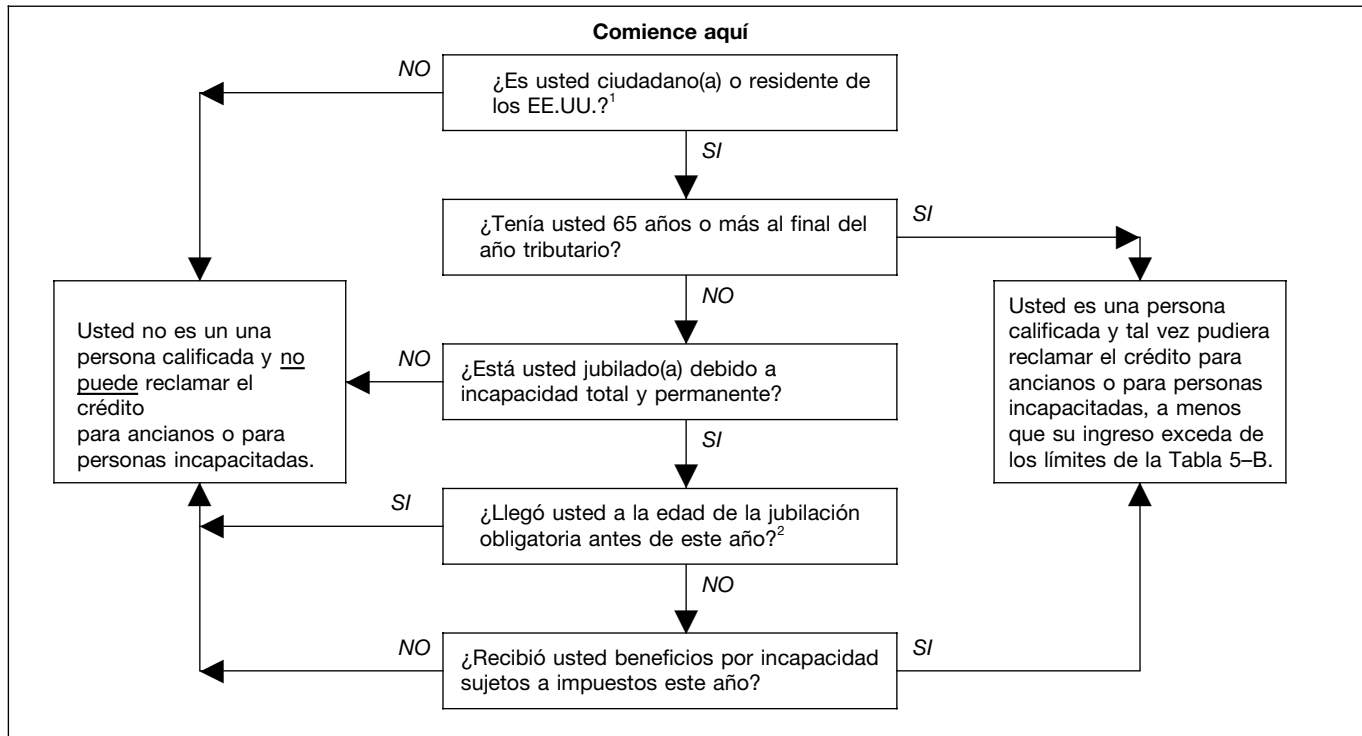 Comience aquí
NO
¿Es usted ciudadano(a) o residente de
los EE.UU.?1
SI
¿Tenía usted 65 años o más al final del
año tributario?
SI
NO
Usted no es un una
persona calificada y no
puede reclamar el
crédito
para ancianos o para
personas incapacitadas.
Usted es una persona
calificada y tal vez pudiera
reclamar el crédito para
ancianos o para personas
incapacitadas, a menos
que su ingreso exceda de
los límites de la Tabla 5–B.
NO
¿Está usted jubilado(a) debido a
incapacidad total y permanente?
SI
SI
¿Llegó usted a la edad de la jubilación
obligatoria antes de este año?2
NO
NO
¿Recibió usted beneficios por incapacidad
sujetos a impuestos este año?
SI